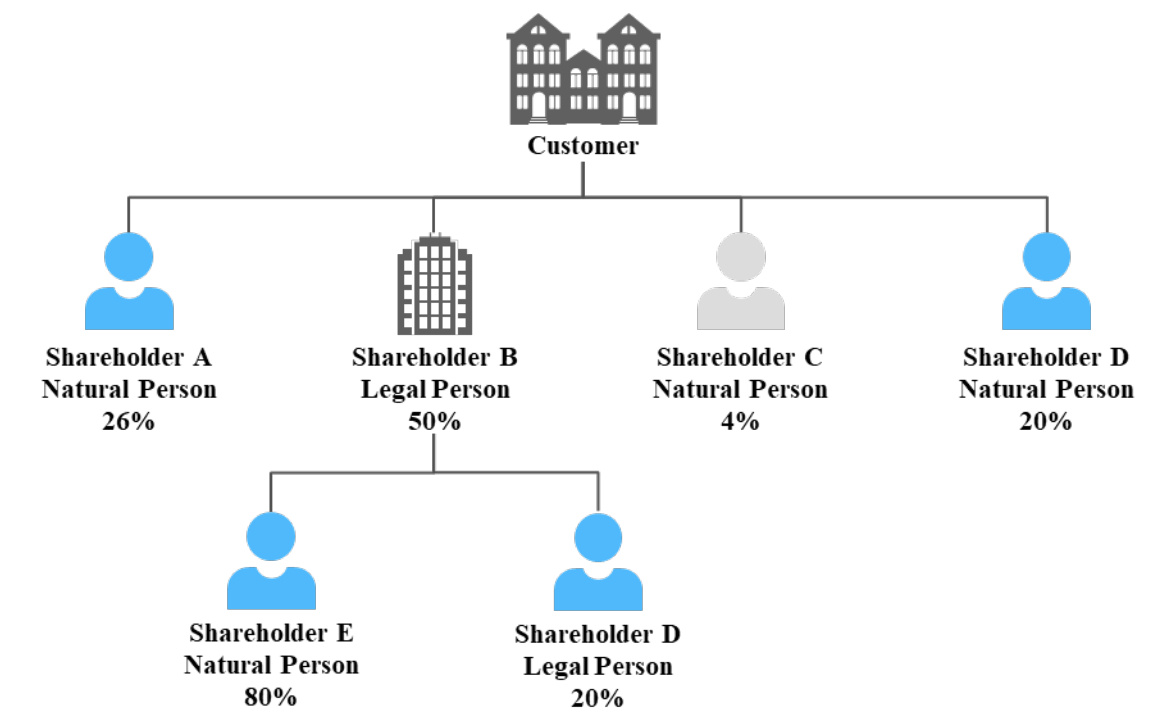 Customer
Shareholder A
Natural Person
26%
Shareholder B
Legal Person
50%
Shareholder C
Natural Person
4%
Shareholder D
Natural Person
20%
Shareholder E
Natural Person
80%
Shareholder D
Legal Person
20%